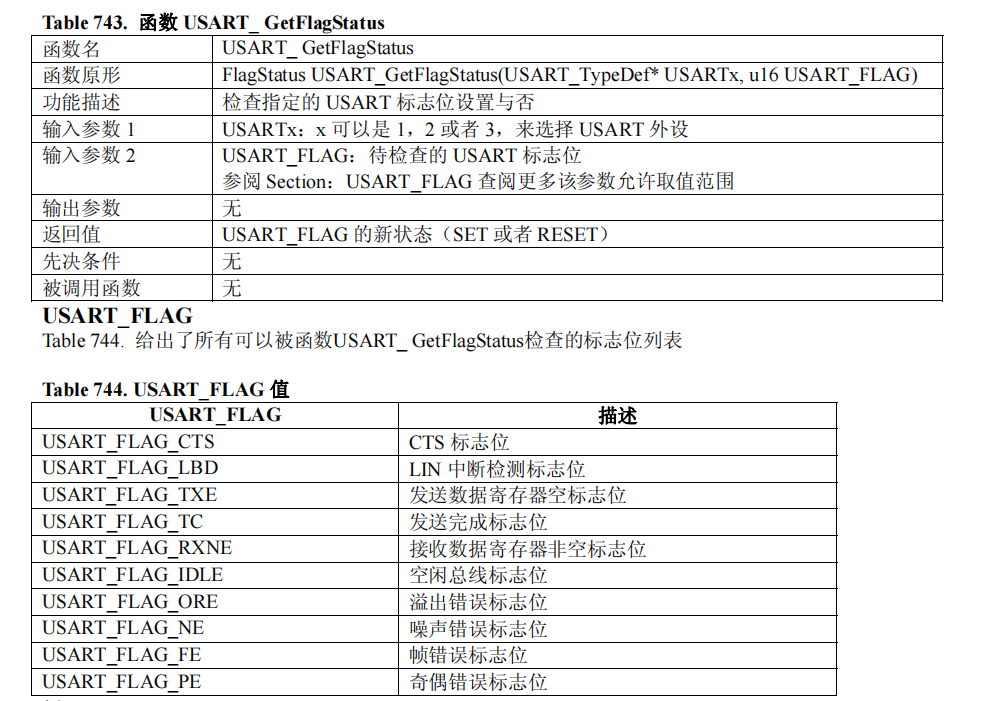 Table 743. 函数 USART_ GetFlagStatus
函数名 USART_ GetFlagStatus
函数原形 FlagStatus USART_GetFlagStatus(USART_TypeDef* USARTx, u16 USART_FLAG)
功能描述 检查指定的 USART 标志位设置与否
输入参数 1 USARTx：x 可以是 1，2 或者 3，来选择 USART 外设
输入参数 2 USART_FLAG：待检查的 USART 标志位
参阅 Section：USART_FLAG 查阅更多该参数允许取值范围
输出参数 无
返回值 USART_FLAG 的新状态（SET 或者 RESET）
先决条件 无
被调用函数 无
USART_FLAG
Table 744. 给出了所有可以被函数USART_ GetFlagStatus检查的标志位列表
Table 744. USART_FLAG 值
USART_FLAG 描述
USART_FLAG_CTS CTS 标志位
USART_FLAG_LBD LIN 中断检测标志位
USART_FLAG_TXE 发送数据寄存器空标志位
USART_FLAG_TC 发送完成标志位
USART_FLAG_RXNE 接收数据寄存器非空标志位
USART_FLAG_IDLE 空闲总线标志位
USART_FLAG_ORE 溢出错误标志位
USART_FLAG_NE 噪声错误标志位
USART_FLAG_FE 帧错误标志位
USART_FLAG_PE 奇偶错误标志位